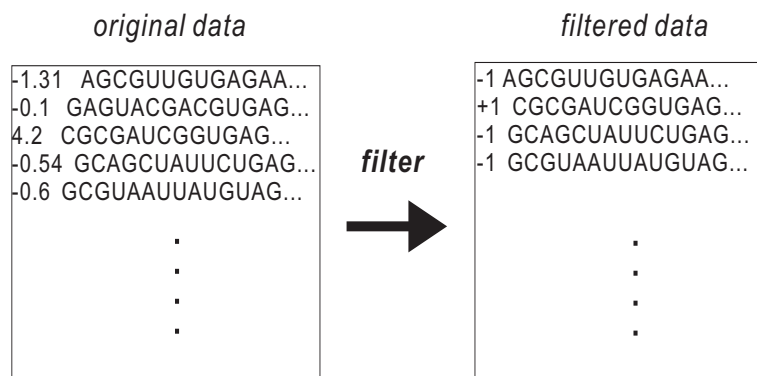 original data
-1.31 AGCGUUGUGAGAA...
-0.1 GAGUACGACGUGAG...
4.2 CGCGAUCGGUGAG...
-0.54 GCAGCUAUUCUGAG...
-0.6 GCGUAAUUAUGUAG...
filter
filtered data
-1 AGCGUUGUGAGAA...
+1 CGCGAUCGGUGAG...
-1 GCAGCUAUUCUGAG...
-1 GCGUAAUUAUGUAG...